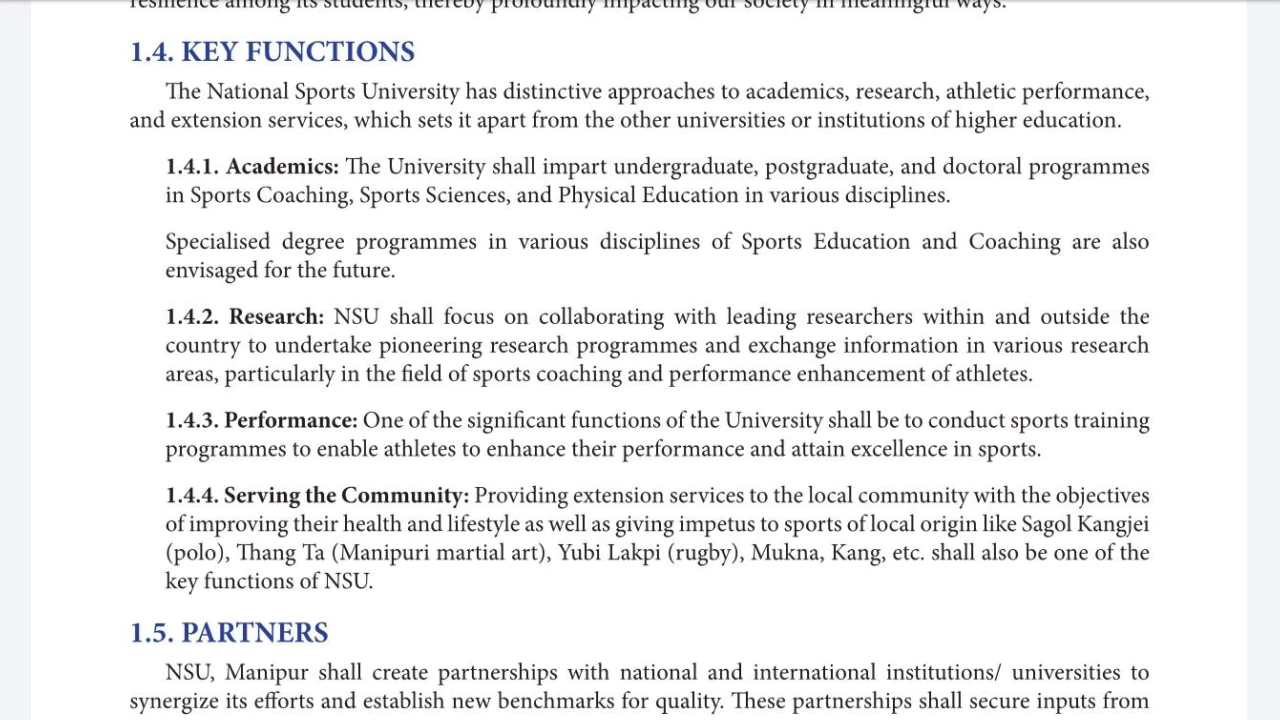 resilience among its students, thereby profoundly impacting our society in meaningful ways.
1.4. KEY FUNCTIONS
The National Sports University has distinctive approaches to academics, research, athletic performance,
and extension services, which sets it apart from the other universities or institutions of higher education.
1.4.1. Academics: The University shall impart undergraduate, postgraduate, and doctoral programmes
in Sports Coaching, Sports Sciences, and Physical Education in various disciplines.
Specialised degree programmes in various disciplines of Sports Education and Coaching are also
envisaged for the future.
1.4.2. Research: NSU shall focus on collaborating with leading researchers within and outside the
country to undertake pioneering research programmes and exchange information in various research
areas, particularly in the field of sports coaching and performance enhancement of athletes.
1.4.3. Performance: One of the significant functions of the University shall be to conduct sports training
programmes to enable athletes to enhance their performance and attain excellence in sports.
1.4.4. Serving the Community: Providing extension services to the local community with the objectives
of improving their health and lifestyle as well as giving impetus to sports of local origin like Sagol Kangjei
(polo), Thang Ta (Manipuri martial art), Yubi Lakpi (rugby), Mukna, Kang, etc. shall also be one of the
key functions of NSU.
1.5. PARTNERS
NSU, Manipur shall create partnerships with national and international institutions/ universities to
synergize its efforts and establish new benchmarks for quality. These partnerships shall secure inputs from